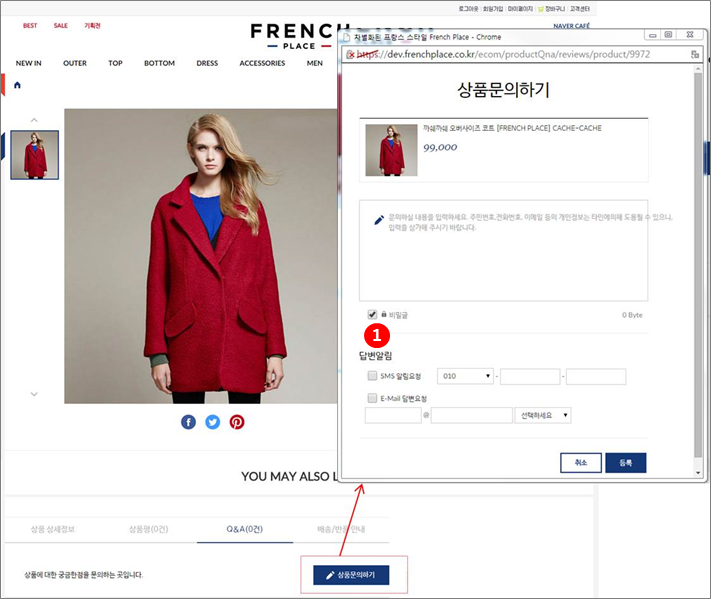 로그아웃 회원가입 마이페이지 장바구니 고객센터
BEST SALE 기획전
FRENCH
PLACE
NAVER CAFÉ
NEW IN OUTER TOP BOTTOM DRESS ACCESSORIES MEN
차별화된 프랑스 스타일 French Place - Chrome
https://dev.frenchplace.co.kr/ecom/productQna/reviews/product/9972
상품문의하기
까쉐까쉐 오버사이즈 코트 [FRENCH PLACE] CACHE-CACHE
99,000
문의하실 내용을 입력하세요. 주민번호,전화번호, 이메일 등의 개인정보는 타인에의해 도용될 수 있으니,
입력을 삼가해 주시기 바랍니다.
비밀글
0 Byte
1
답변알림
SMS 알림요청 010 - -
E-Mail 답변요청
@ 선택하세요
취소 등록
YOU MAY ALSO L
상품 상세정보 상품평(0건) Q&A(0건) 배송/반품 안내
상품에 대한 궁금한점을 문의하는 곳입니다.
상품문의하기